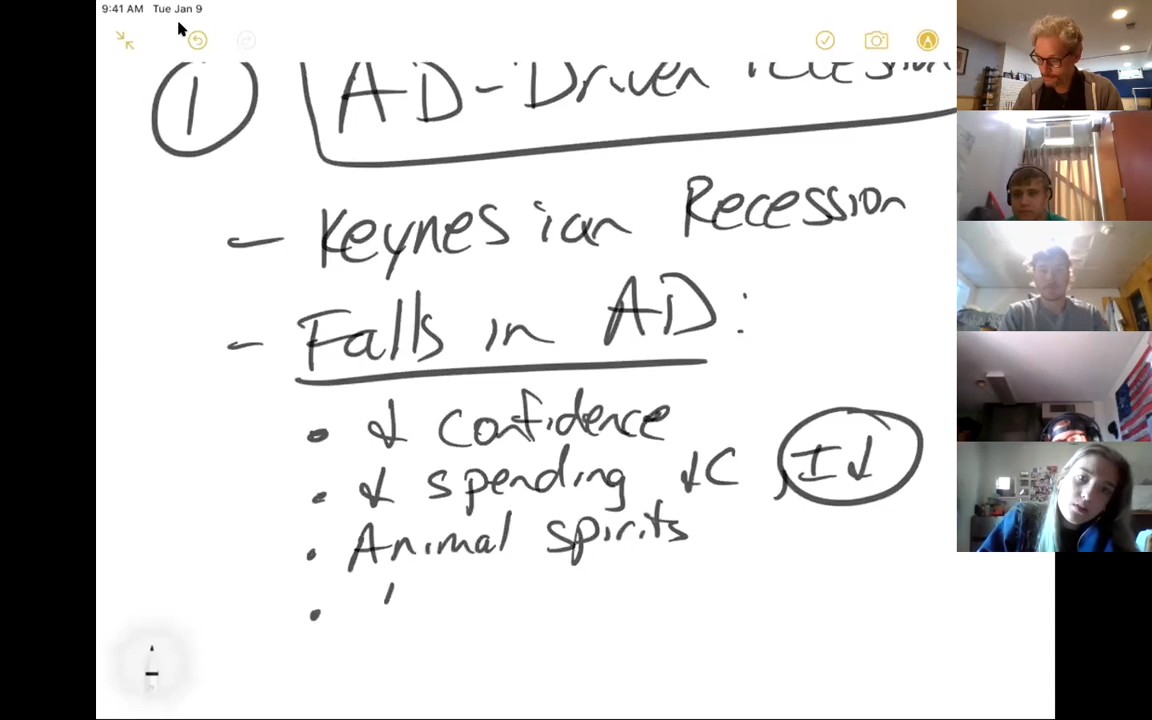 9:41 AM Tue Jan 9
① AD-Driven recession
- Keynesian Recession
- Falls in AD:
• ↓ confidence
• ↓ spending ↓C, I↓
• Animal spirits
•